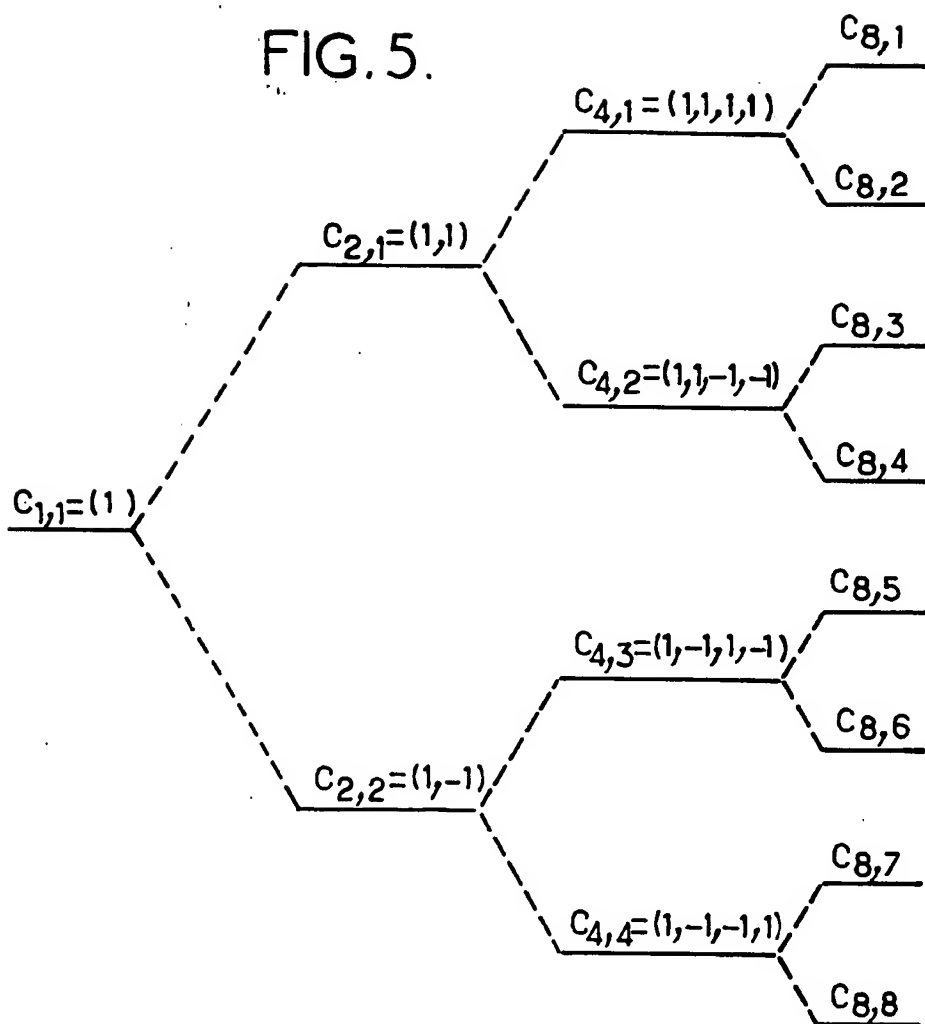 FIG. 5.
C8,1
C4,1=(1,1,1,1)
C8,2
C2,1=(1,1)
C8,3
C4,2=(1,1,-1,-1)
C8,4
C1,1=(1)
C8,5
C4,3=(1,-1,1,-1)
C8,6
C2,2=(1,-1)
C8,7
C4,4=(1,-1,-1,1)
C8,8